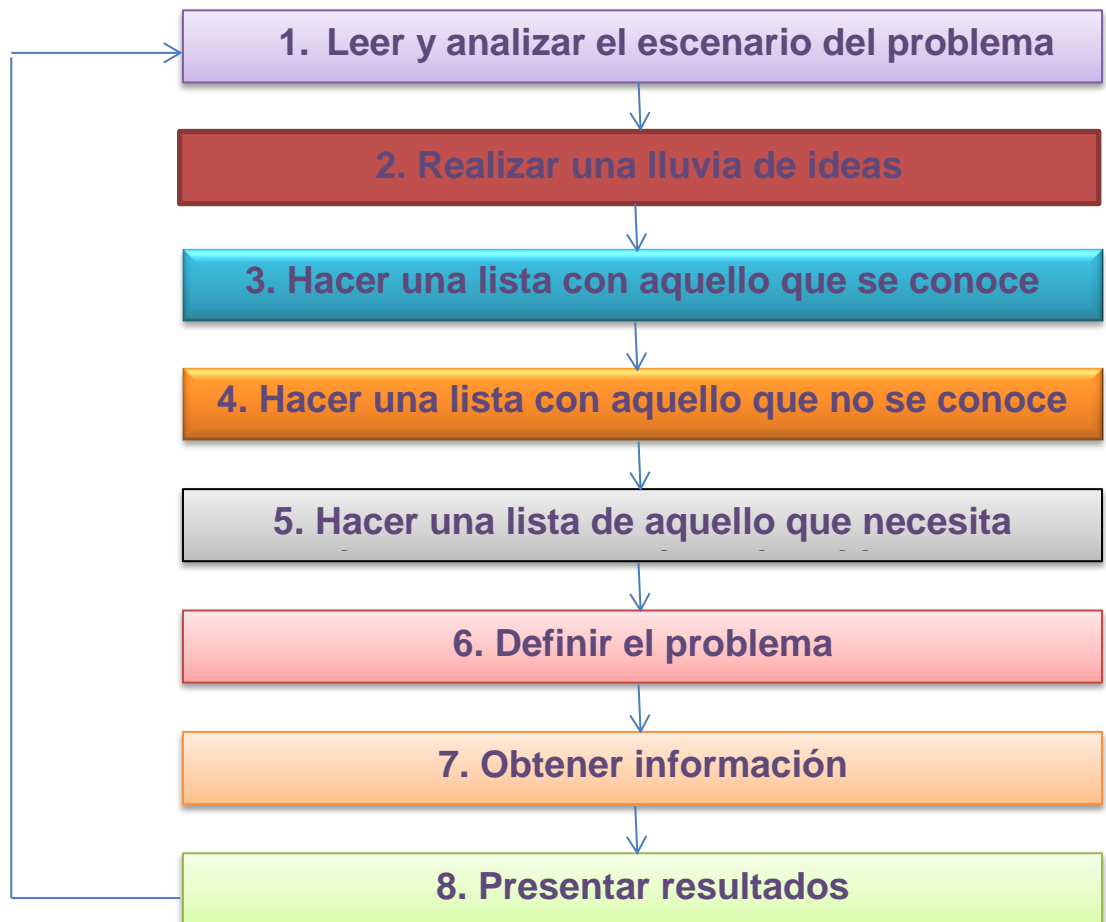 1. Leer y analizar el escenario del problema
2. Realizar una lluvia de ideas
3. Hacer una lista con aquello que se conoce
4. Hacer una lista con aquello que no se conoce
5. Hacer una lista de aquello que necesita
6. Definir el problema
7. Obtener información
8. Presentar resultados